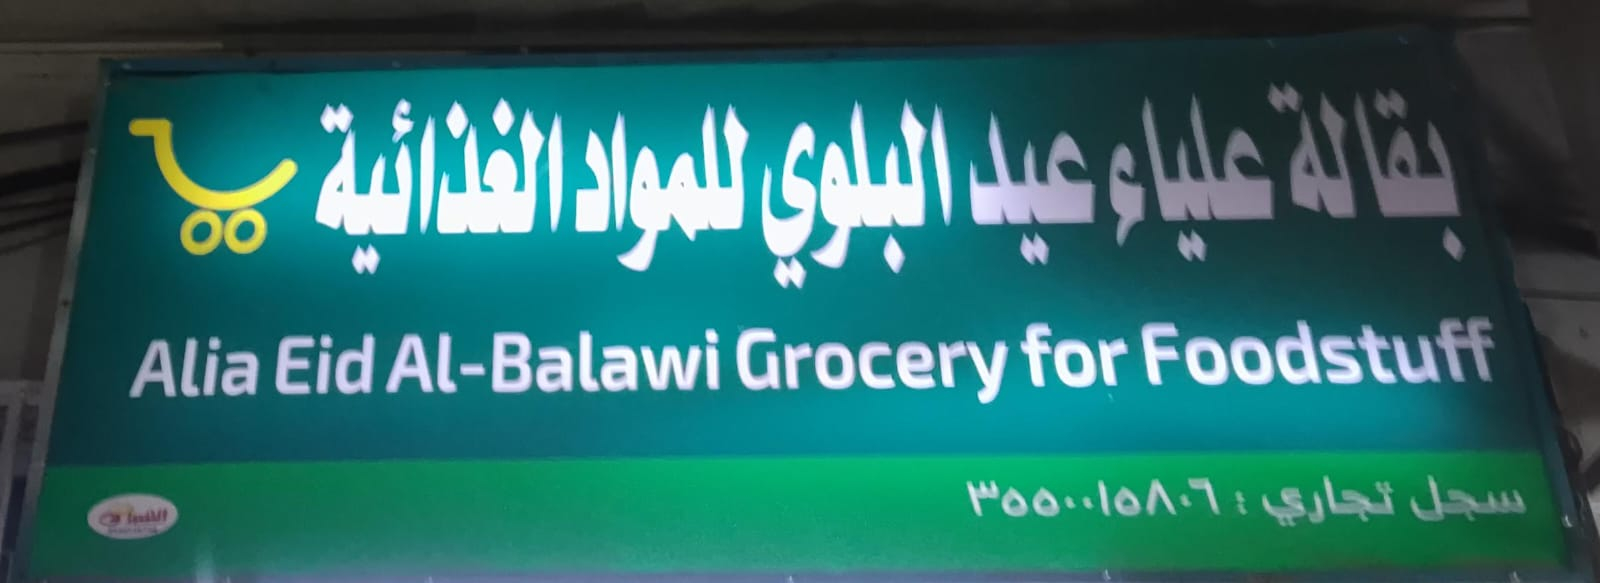 بقالة علياء عيد البلوي للمواد الغذائية
Alia Eid Al-Balawi Grocery for Foodstuff
سجل تجاري : ٣٥٥٠٠١٥٨٠٦